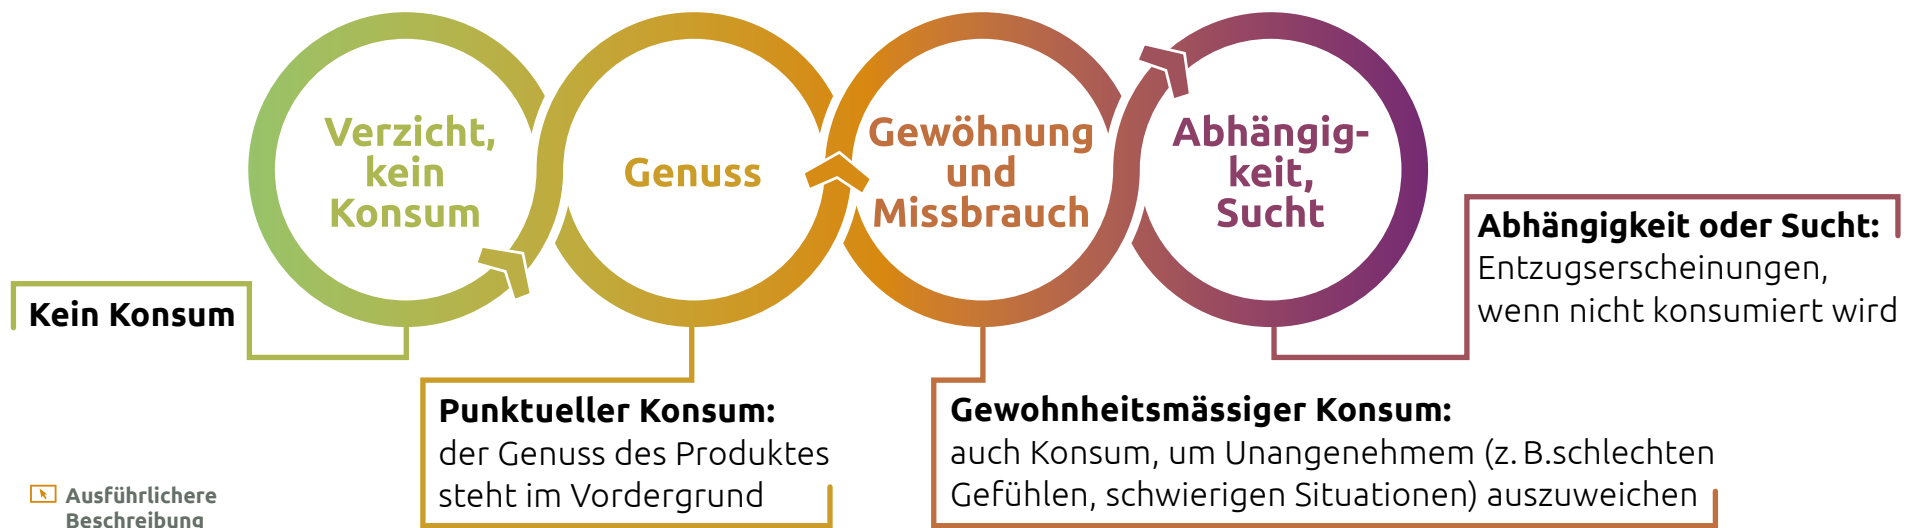 Verzicht,
kein
Konsum
Genuss
Gewöhnung
und
Missbrauch
Abhängig-
keit,
Sucht
Kein Konsum
Punktueller Konsum:
der Genuss des Produktes
steht im Vordergrund
Gewohnheitsmässiger Konsum:
auch Konsum, um Unangenehmem (z. B.schlechten
Gefühlen, schwierigen Situationen) auszuweichen
Abhängigkeit oder Sucht:
Entzugserscheinungen,
wenn nicht konsumiert wird
Ausführlichere
Beschreibung